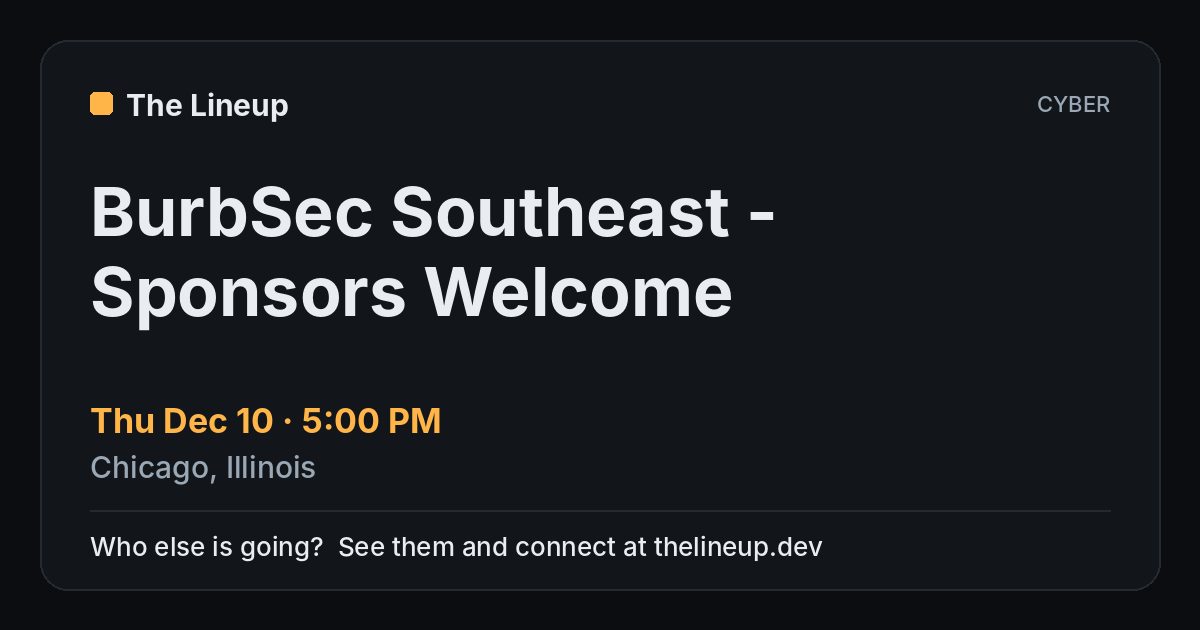 The Lineup
CYBER
BurbSec Southeast -
Sponsors Welcome
Thu Dec 10 · 5:00 PM
Chicago, Illinois
Who else is going? See them and connect at thelineup.dev